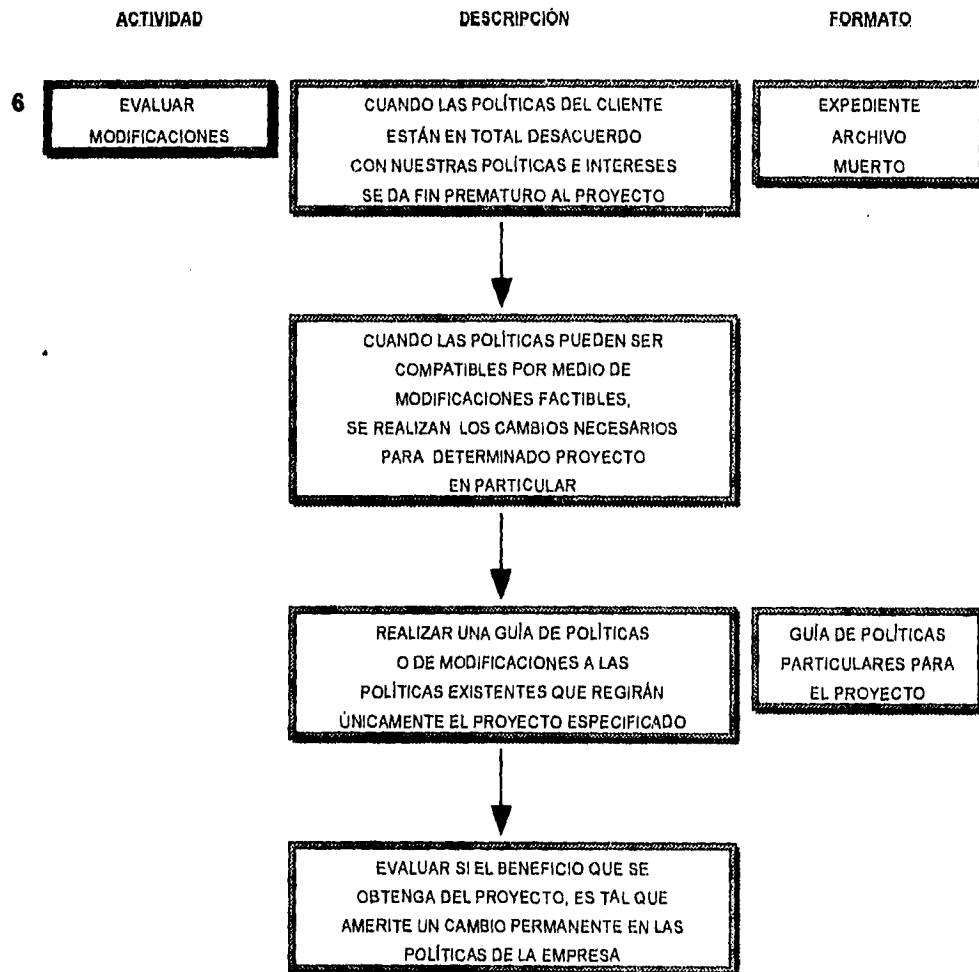 ACTIVIDAD
DESCRIPCIÓN
FORMATO
6
EVALUAR
MODIFICACIONES
CUANDO LAS POLÍTICAS DEL CLIENTE
ESTÁN EN TOTAL DESACUERDO
CON NUESTRAS POLÍTICAS E INTERESES
SE DA FIN PREMATURO AL PROYECTO
EXPEDIENTE
ARCHIVO
MUERTO
CUANDO LAS POLÍTICAS PUEDEN SER
COMPATIBLES POR MEDIO DE
MODIFICACIONES FACTIBLES,
SE REALIZAN LOS CAMBIOS NECESARIOS
PARA DETERMINADO PROYECTO
EN PARTICULAR
REALIZAR UNA GUÍA DE POLÍTICAS
O DE MODIFICACIONES A LAS
POLÍTICAS EXISTENTES QUE REGIRÁN
ÚNICAMENTE EL PROYECTO ESPECIFICADO
GUÍA DE POLÍTICAS
PARTICULARES PARA
EL PROYECTO
EVALUAR SI EL BENEFICIO QUE SE
OBTENGA DEL PROYECTO, ES TAL QUE
AMERITE UN CAMBIO PERMANENTE EN LAS
POLÍTICAS DE LA EMPRESA